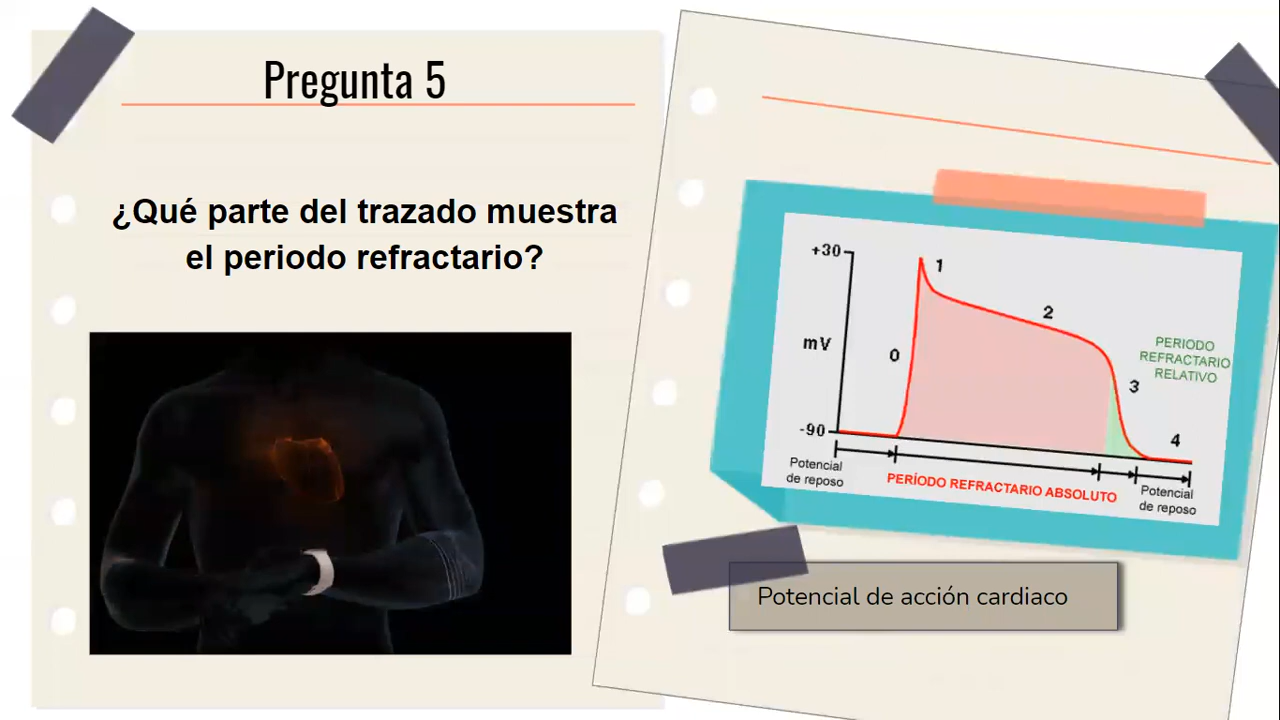 Pregunta 5
¿Qué parte del trazado muestra
el periodo refractario?
+30
1
2
mV
0
PERIODO
REFRACTARIO
RELATIVO
3
-90
4
Potencial
de reposo
PERÍODO REFRACTARIO ABSOLUTO
Potencial
de reposo
Potencial de acción cardiaco